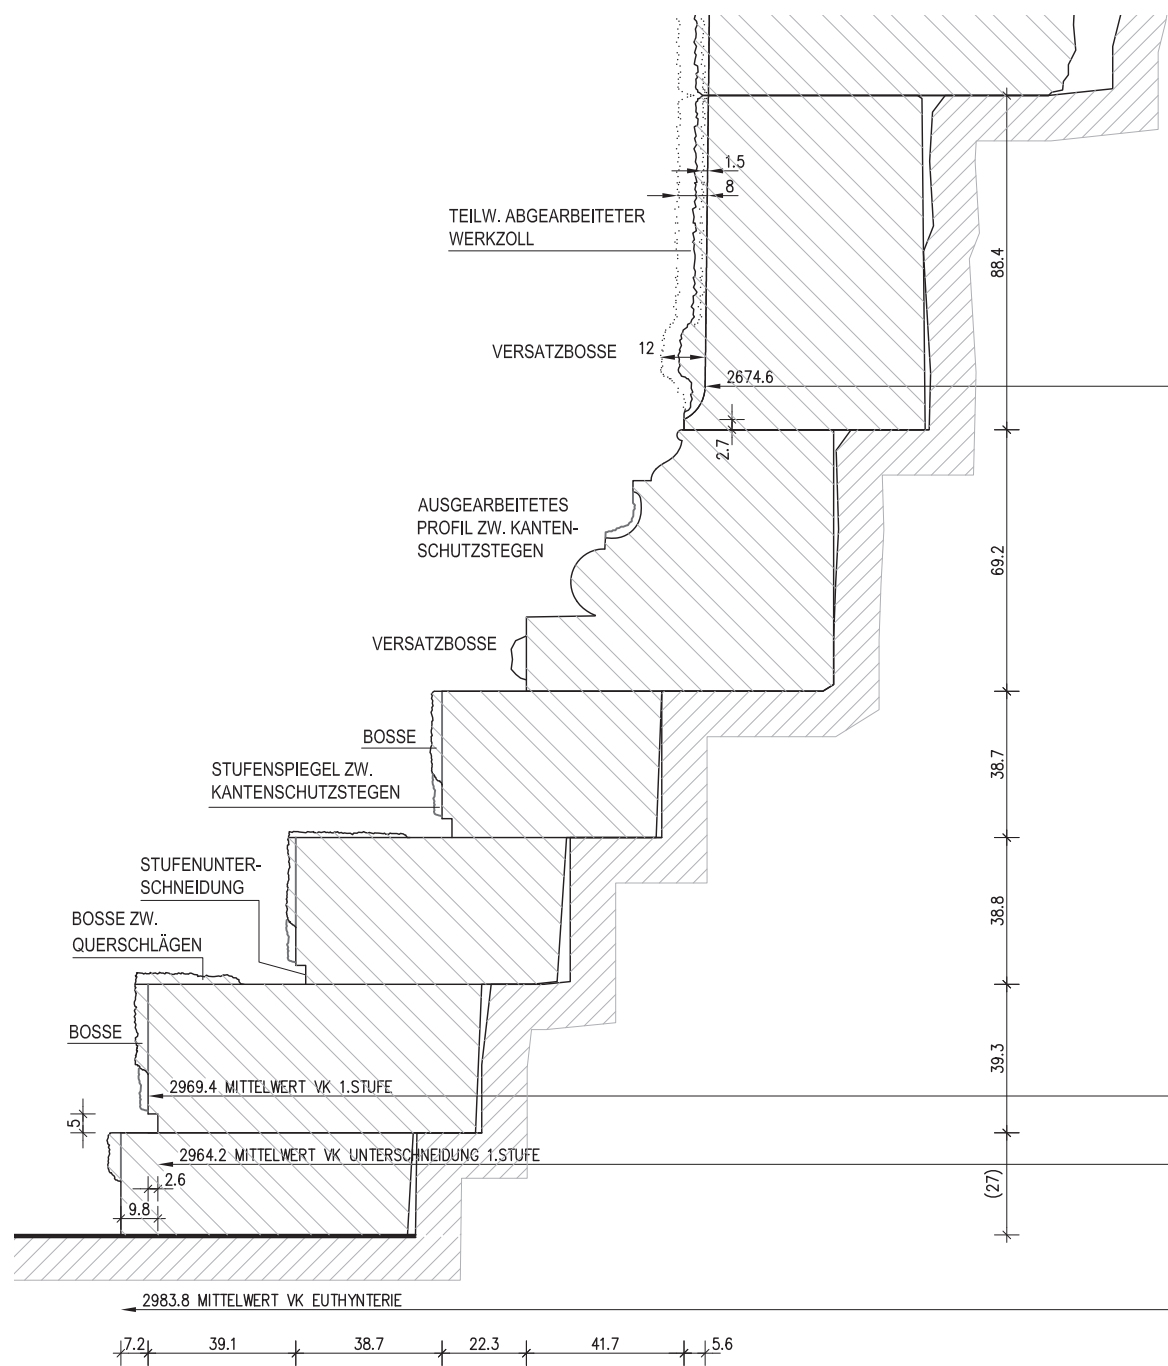 1.5
8
TEILW. ABGEARBEITETER
WERKZOLL
88.4
VERSATZBOSSE
12
2674.6
2.7
AUSGEARBEITETES
PROFIL ZW. KANTEN-
SCHUTZSTEGEN
69.2
VERSATZBOSSE
BOSSE
38.7
STUFENSPIEGEL ZW.
KANTENSCHUTZSTEGEN
STUFENUNTER-
SCHNEIDUNG
38.8
BOSSE ZW.
QUERSCHLÄGEN
BOSSE
39.3
2969.4 MITTELWERT VK 1.STUFE
5
2964.2 MITTELWERT VK UNTERSCHNEIDUNG 1.STUFE
2.6
(27)
9.8
2983.8 MITTELWERT VK EUTHYNTERIE
7.2 39.1 38.7 22.3 41.7 5.6